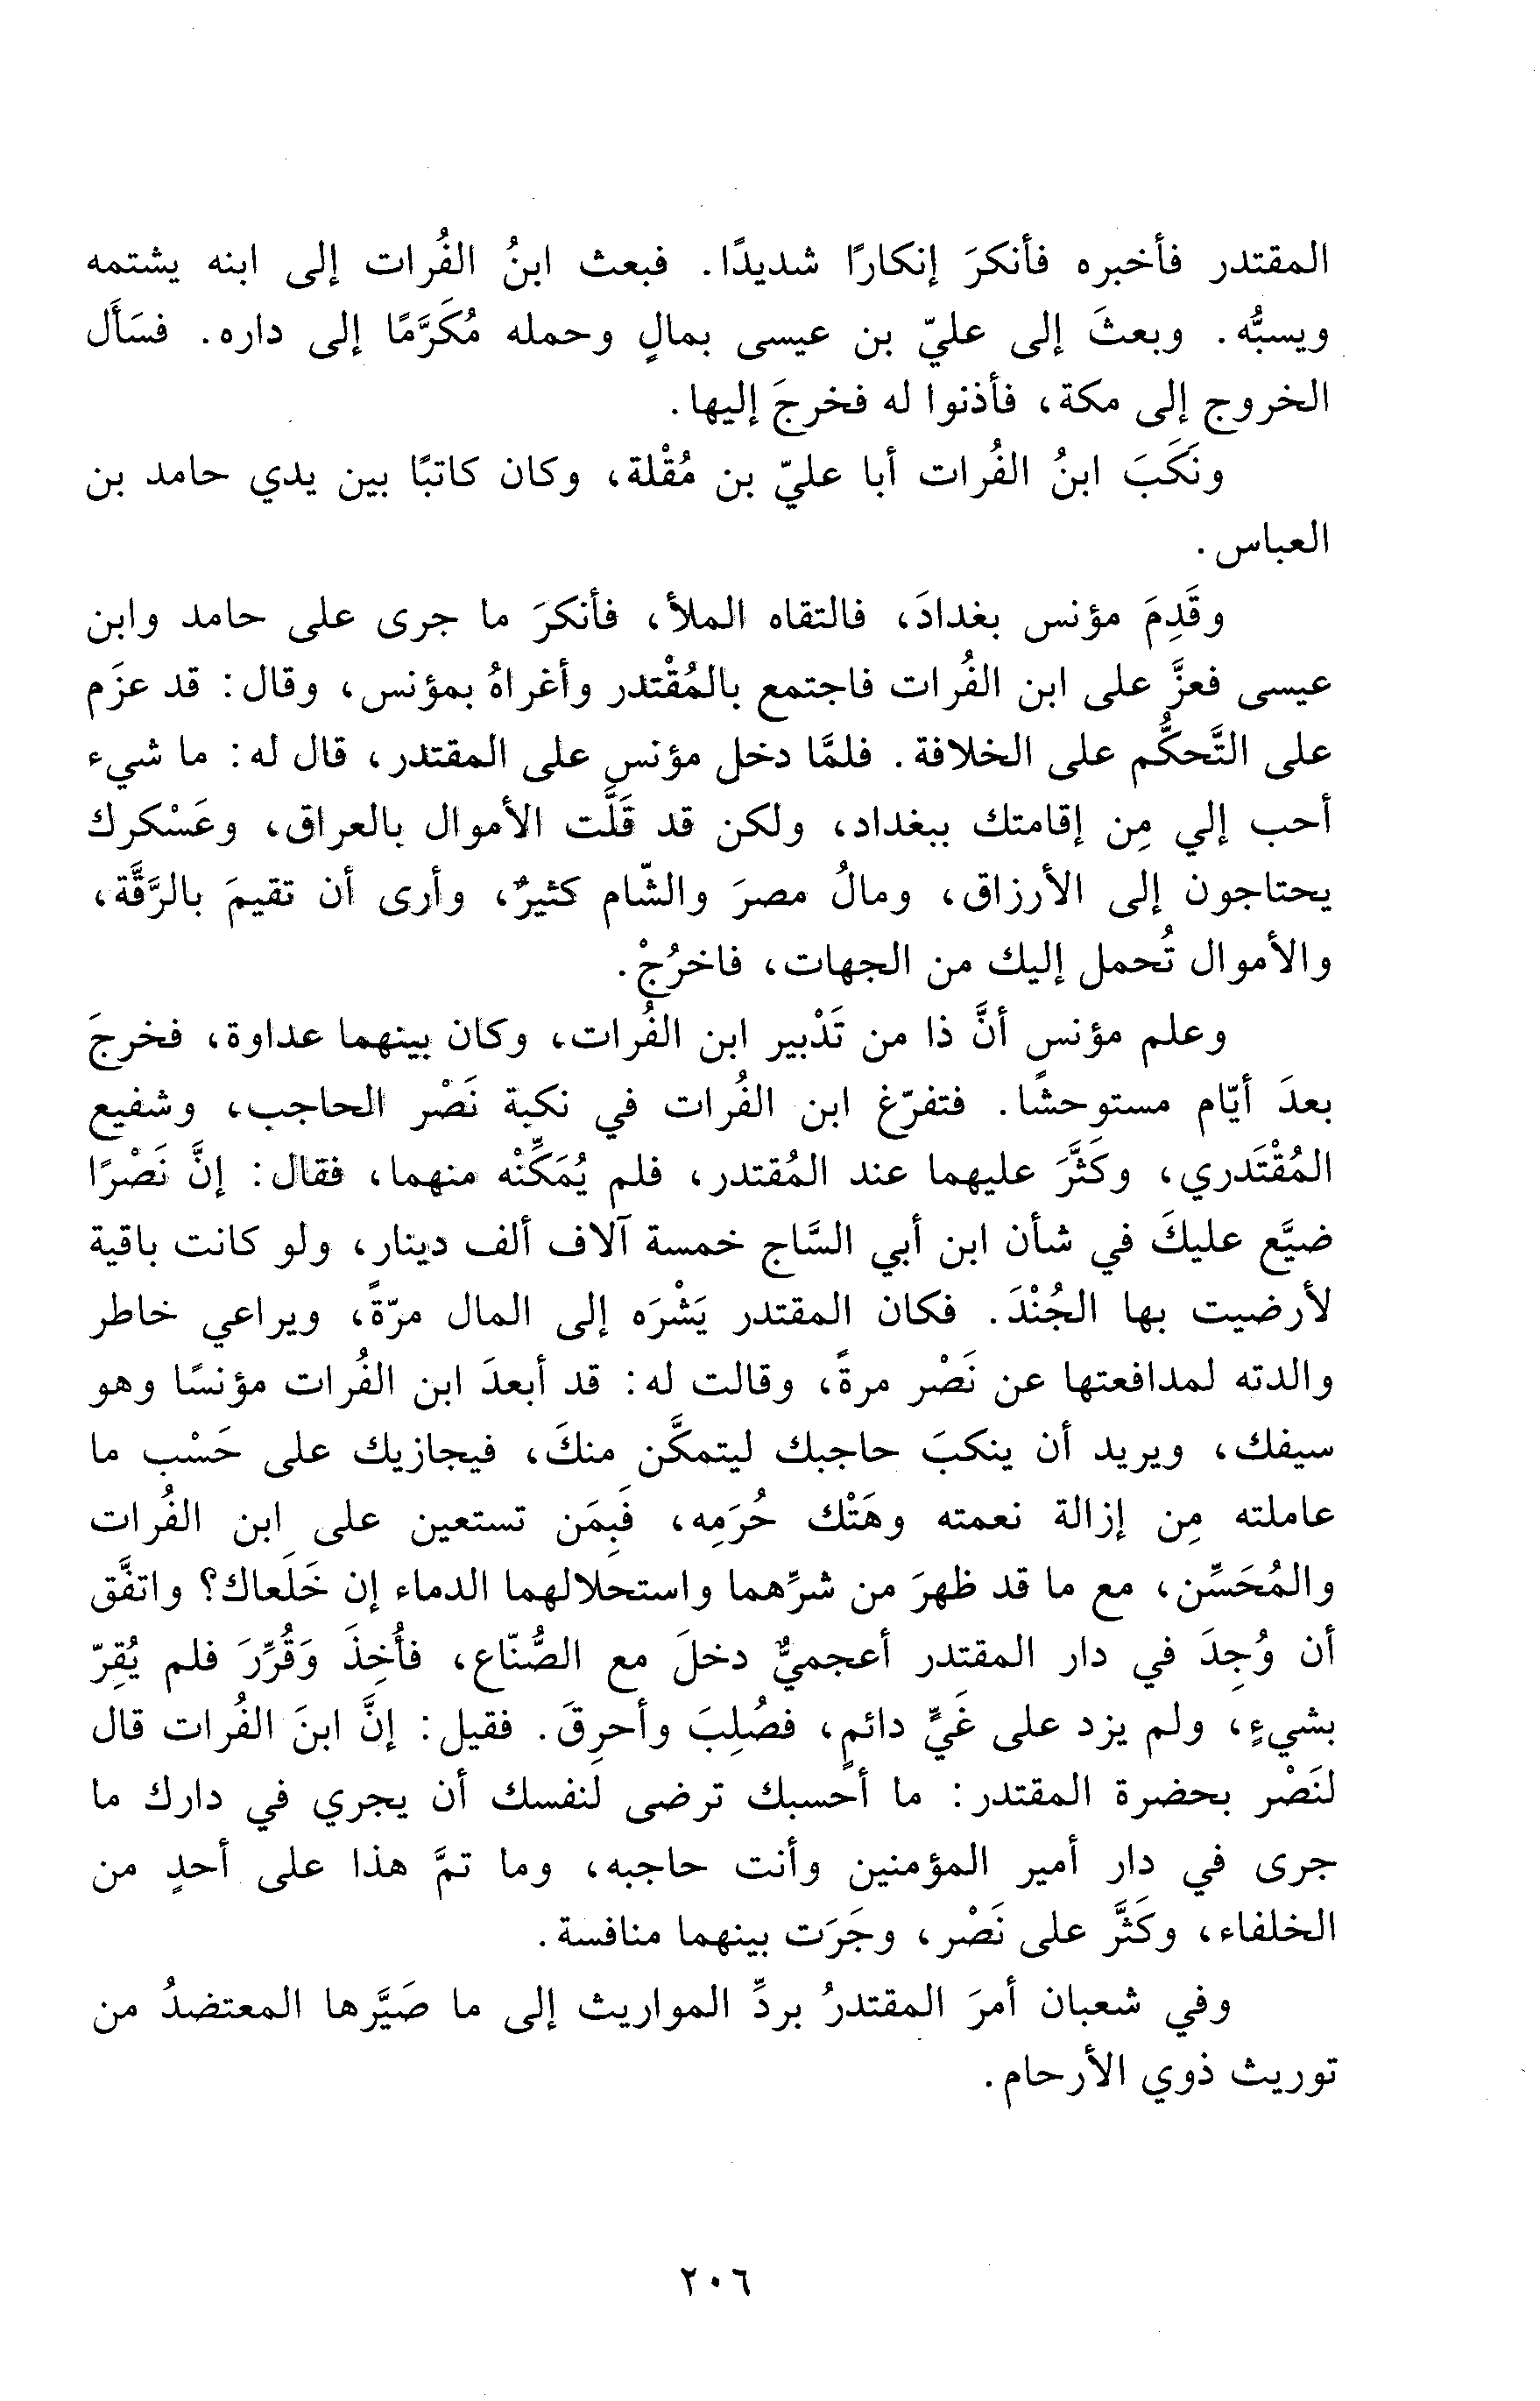 المقتدر فأخبره فأنكرَ إنكارًا شديدًا. فبعث ابنُ الفُرات إلى ابنه يشتمه
ويسبُّه. وبعثَ إلى عليّ بن عيسى بمالٍ وحمله مُكَرَّمًا إلى داره. فسَأَل
الخروج إلى مكة، فأذنوا له فخرجَ إليها.
ونَكَبَ ابنُ الفُرات أبا عليّ بن مُقْلة، وكان كاتبًا بين يدي حامد بن
العباس.
وقَدِمَ مؤنس بغدادَ، فالتقاه الملأ، فأنكرَ ما جرى على حامد وابن
عيسى فعزَّ على ابن الفُرات فاجتمع بالمُقْتدر وأغراهُ بمؤنس، وقال: قد عزَم
على التَّحكُّم على الخلافة. فلمَّا دخل مؤنس على المقتدر، قال له: ما شيء
أحب إلي مِن إقامتك ببغداد، ولكن قد قَلَّت الأموال بالعراق، وعَسْكرك
يحتاجون إلى الأرزاق، ومالُ مصرَ والشّام كثيرٌ، وأرى أن تقيمَ بالرَّقَّة،
والأموال تُحمل إليك من الجهات، فاخرُجْ.
وعلم مؤنس أنَّ ذا من تَدْبير ابن الفُرات، وكان بينهما عداوة، فخرجَ
بعدَ أيّام مستوحشًا. فتفرّغ ابن الفُرات في نكبة نَصْر الحاجب، وشفيع
المُقْتَدري، وكَثَّرَ عليهما عند المُقتدر، فلم يُمَكِّنْه منهما، فقال: إنَّ نَصْرًا
ضيَّع عليكَ في شأن ابن أبي السَّاج خمسة آلاف ألف دينار، ولو كانت باقية
لأرضيت بها الجُنْدَ. فكان المقتدر يَشْرَه إلى المال مرّةً، ويراعي خاطر
والدته لمدافعتها عن نَصْر مرةً، وقالت له: قد أبعدَ ابن الفُرات مؤنسًا وهو
سيفك، ويريد أن ينكبَ حاجبك ليتمكَّن منكَ، فيجازيك على حَسْب ما
عاملته مِن إزالة نعمته وهَتْك حُرَمِه، فَبِمَن تستعين على ابن الفُرات
والمُحَسِّن، مع ما قد ظهرَ من شرِّهما واستحلالهما الدماء إن خَلَعاك؟ واتفَّق
أن وُجِدَ في دار المقتدر أعجميٌّ دخلَ مع الصُّنّاع، فأُخِذَ وَقُرِّرَ فلم يُقِرّ
بشيءٍ، ولم يزد على غَيٍّ دائمٍ، فصُلِبَ وأحرِقَ. فقيل: إنَّ ابنَ الفُرات قال
لنَصْر بحضرة المقتدر: ما أحسبك ترضى لنفسك أن يجري في دارك ما
جرى في دار أمير المؤمنين وأنت حاجبه، وما تمَّ هذا على أحدٍ من
الخلفاء، وكَثَّر على نَصْر، وجَرَت بينهما منافسة.
وفي شعبان أمرَ المقتدرُ بردِّ المواريث إلى ما صَيَّرها المعتضدُ من
توريث ذوي الأرحام.
٢٠٦